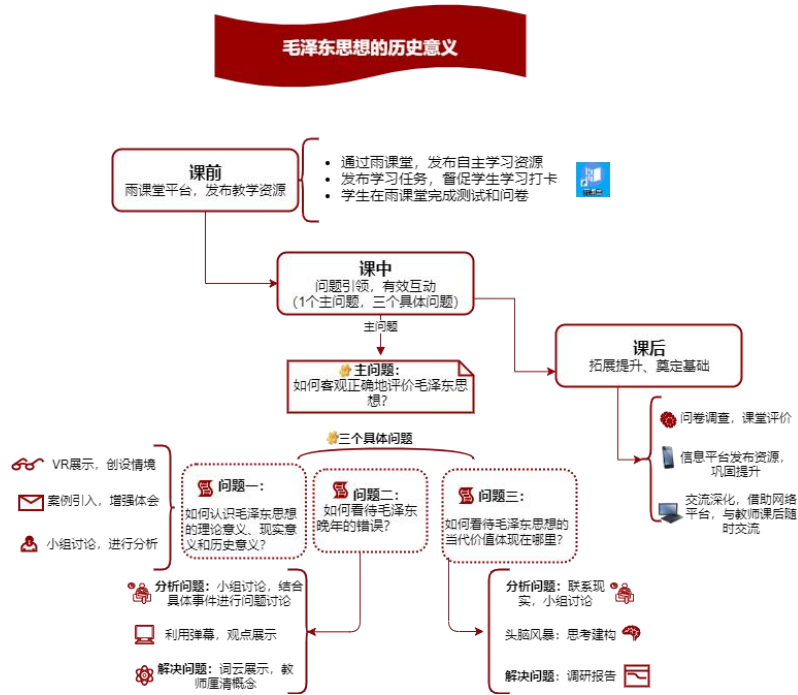 毛泽东思想的历史意义
课前
雨课堂平台，发布教学资源
通过雨课堂，发布自主学习资源
发布学习任务，督促学生学习打卡
学生在雨课堂完成测试和问卷
课中
问题引领，有效互动
（1个主问题，三个具体问题）
主问题
主问题：
如何客观正确地评价毛泽东思
想？
课后
拓展提升、奠定基础
问卷调查，课堂评价
信息平台发布资源，
巩固提升
交流深化，借助网络
平台，与教师课后随
时交流
三个具体问题
VR展示，创设情境
案例引入，增强体会
小组讨论，进行分析
问题一：
如何认识毛泽东思想
的理论意义、现实意
义和历史意义？
问题二：
如何看待毛泽东
晚年的错误？
问题三：
如何看待毛泽东思想的
当代价值体现在哪里？
分析问题：小组讨论，结合
具体事件进行问题讨论
利用弹幕，观点展示
解决问题：词云展示，教
师厘清概念
分析问题：联系现
实，小组讨论
头脑风暴：思考建构
解决问题：调研报告